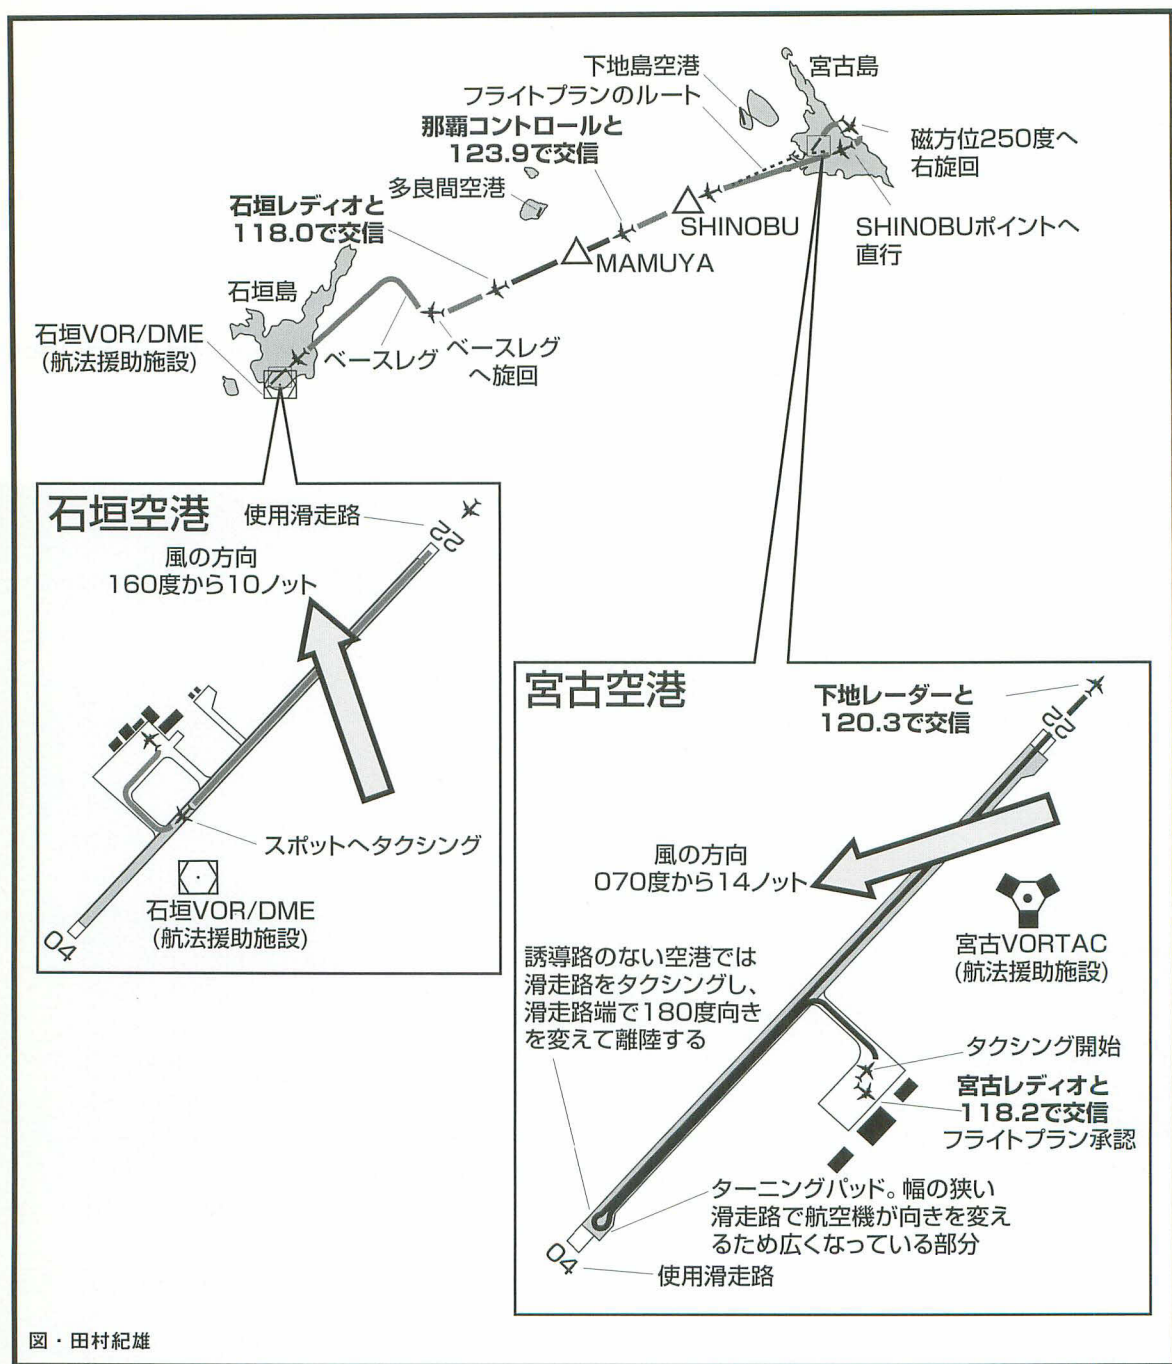 下地島空港
宮古島
フライトプランのルート
那覇コントロールと
123.9で交信
磁方位250度へ
右旋回
多良間空港
石垣レディオと
118.0で交信
SHINOBU
SHINOBUポイントへ
直行
MAMUYA
石垣島
石垣VOR/DME
(航法援助施設)
ベースレグ
ベースレグ
へ旋回
石垣空港
使用滑走路
22
風の方向
160度から10ノット
スポットへタクシング
石垣VOR/DME
(航法援助施設)
04
宮古空港
下地レーダーと
120.3で交信
22
風の方向
070度から14ノット
宮古VORTAC
(航法援助施設)
誘導路のない空港では
滑走路をタクシングし、
滑走路端で180度向き
を変えて離陸する
タクシング開始
宮古レディオと
118.2で交信
フライトプラン承認
ターニングパッド。幅の狭い
滑走路で航空機が向きを変え
るため広くなっている部分
04
使用滑走路
図・田村紀雄